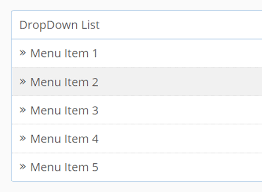 DropDown List
» Menu Item 1
» Menu Item 2
» Menu Item 3
» Menu Item 4
» Menu Item 5